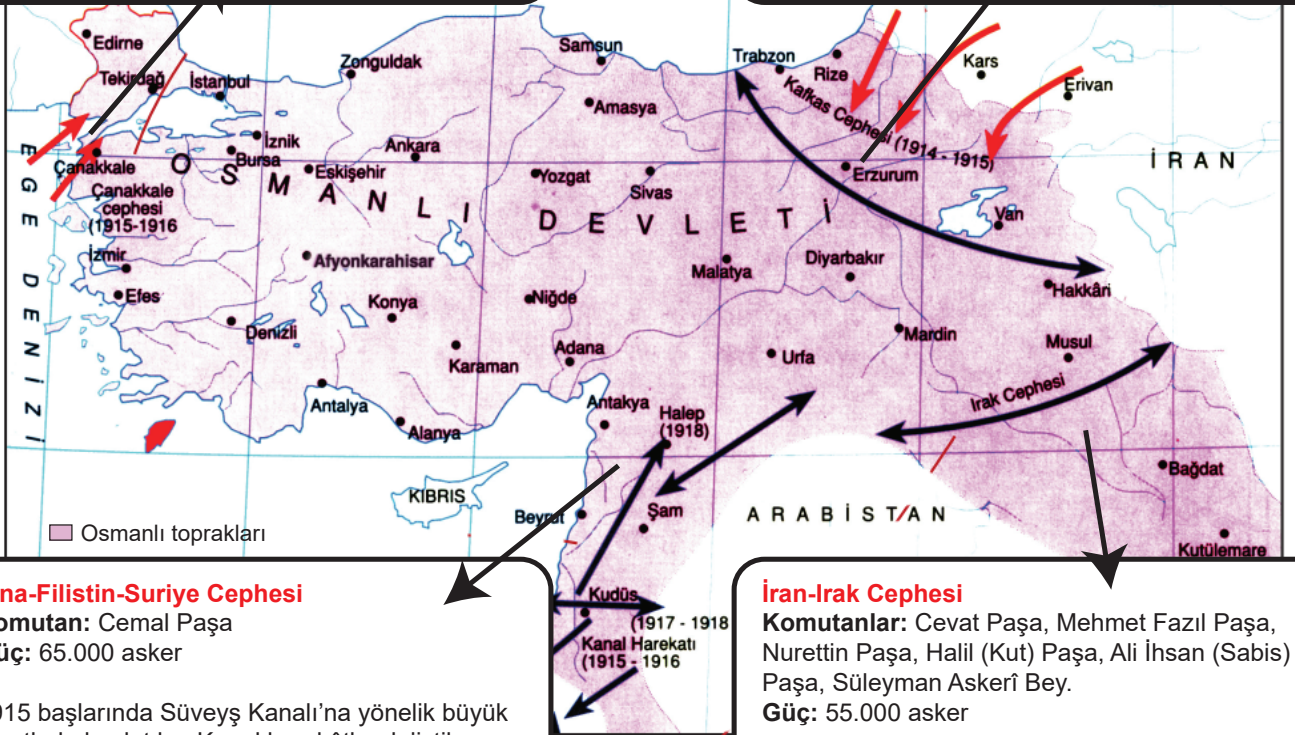 Edirne
Tekirdağ
İstanbul
Zonguldak
Samsun
Trabzon
Rize
Kars
Erivan
Amasya
Kafkas Cephesi (1914 - 1915)
İznik
Bursa
Ankara
Eskişehir
Çanakkale
Çanakkale
cephesi
(1915-1916
Yozgat
Sivas
Erzurum
İRAN
OSMANLI DEVLETİ
EGE DENİZİ
Van
İzmir
Afyonkarahisar
Malatya
Diyarbakır
Efes
Konya
Niğde
Hakkâri
Denizli
Karaman
Adana
Urfa
Mardin
Musul
Antalya
Alanya
Antakya
Halep
(1918)
Irak Cephesi
Bağdat
KIBRIS
Beyrut
Şam
ARABİSTAN
Kutülemare
Osmanlı toprakları
Kudüs
(1917 - 1918
Kanal Harekatı
(1915 - 1916
na-Filistin-Suriye Cephesi
omutan: Cemal Paşa
üç: 65.000 asker
915 başlarında Süveyş Kanalı’na yönelik büyük
İran-Irak Cephesi
Komutanlar: Cevat Paşa, Mehmet Fazıl Paşa,
Nurettin Paşa, Halil (Kut) Paşa, Ali İhsan (Sabis)
Paşa, Süleyman Askerî Bey.
Güç: 55.000 asker